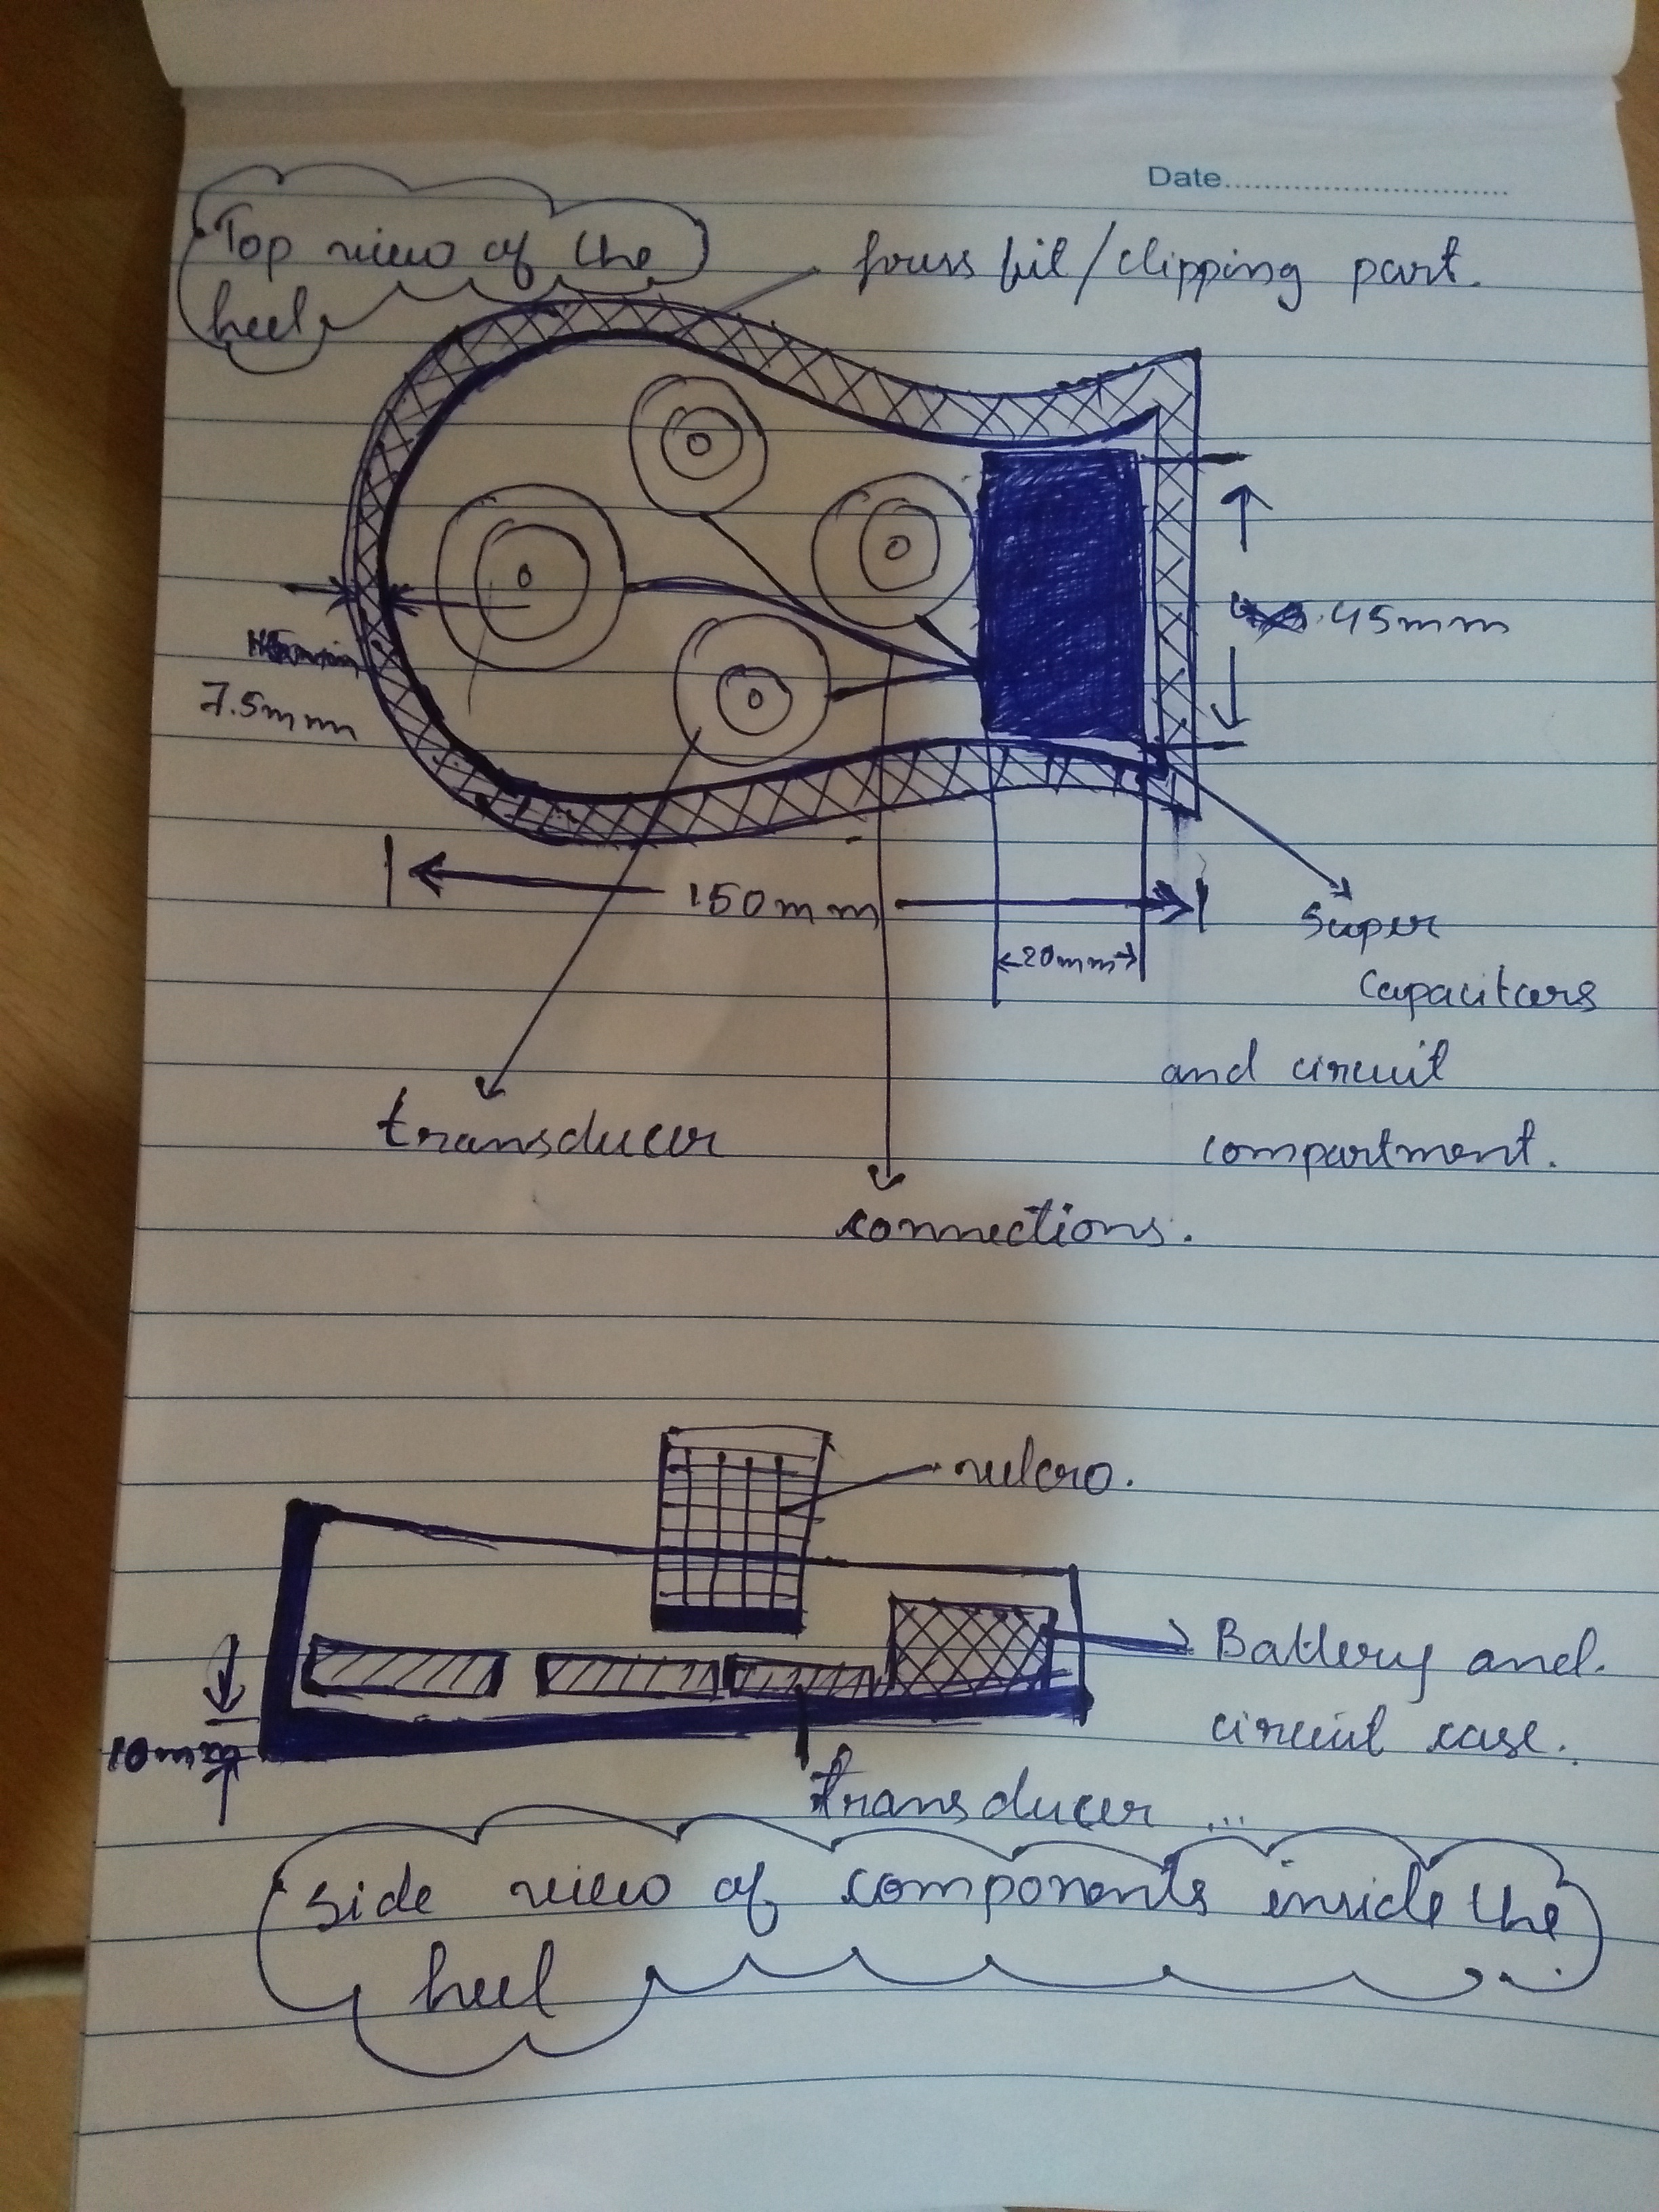 Date
Top view of the
heel
press fit/clipping part.
45mm
7.5mm
150mm
20mm
Super
Capacitors
and circuit
compartment.
transducer
connections.
velcro.
Battery and.
circuit case.
10mm
transducer ...
side view of components inside the
heel